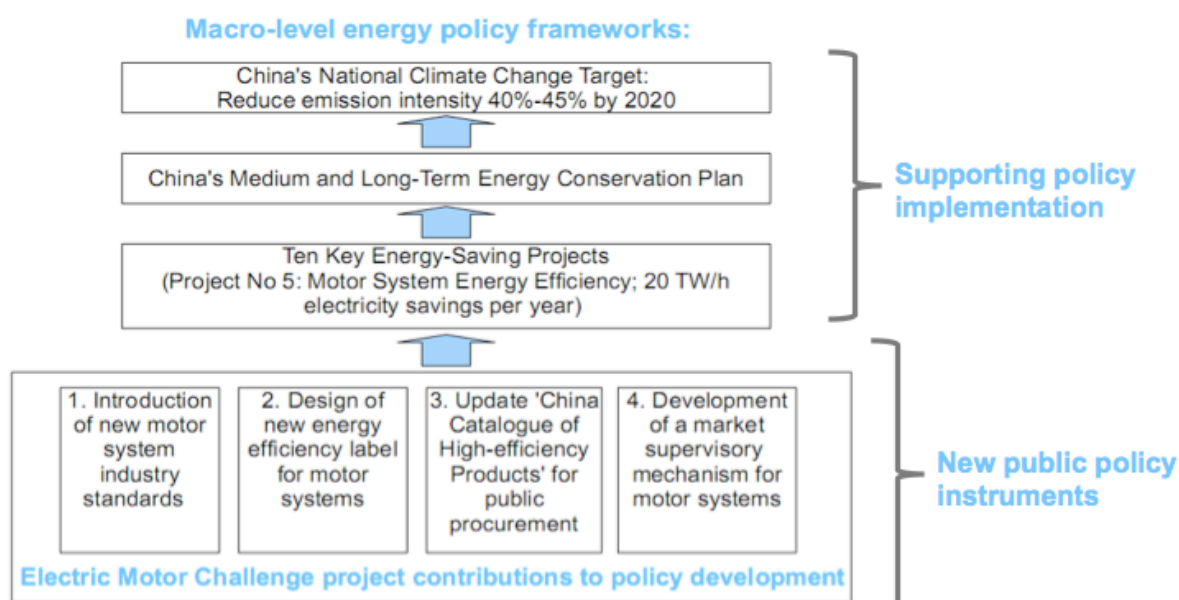 Macro-level energy policy frameworks:
China's National Climate Change Target:
Reduce emission intensity 40%-45% by 2020
China's Medium and Long-Term Energy Conservation Plan
Supporting policy
implementation
Ten Key Energy-Saving Projects
(Project No 5: Motor System Energy Efficiency; 20 TW/h
electricity savings per year)
1. Introduction
of new motor
system
industry
standards
2. Design of
new energy
efficiency label
for motor
systems
3. Update 'China
Catalogue of
High-efficiency
Products' for
public
procurement
4. Development
of a market
supervisory
mechanism for
motor systems
New public policy
instruments
Electric Motor Challenge project contributions to policy development